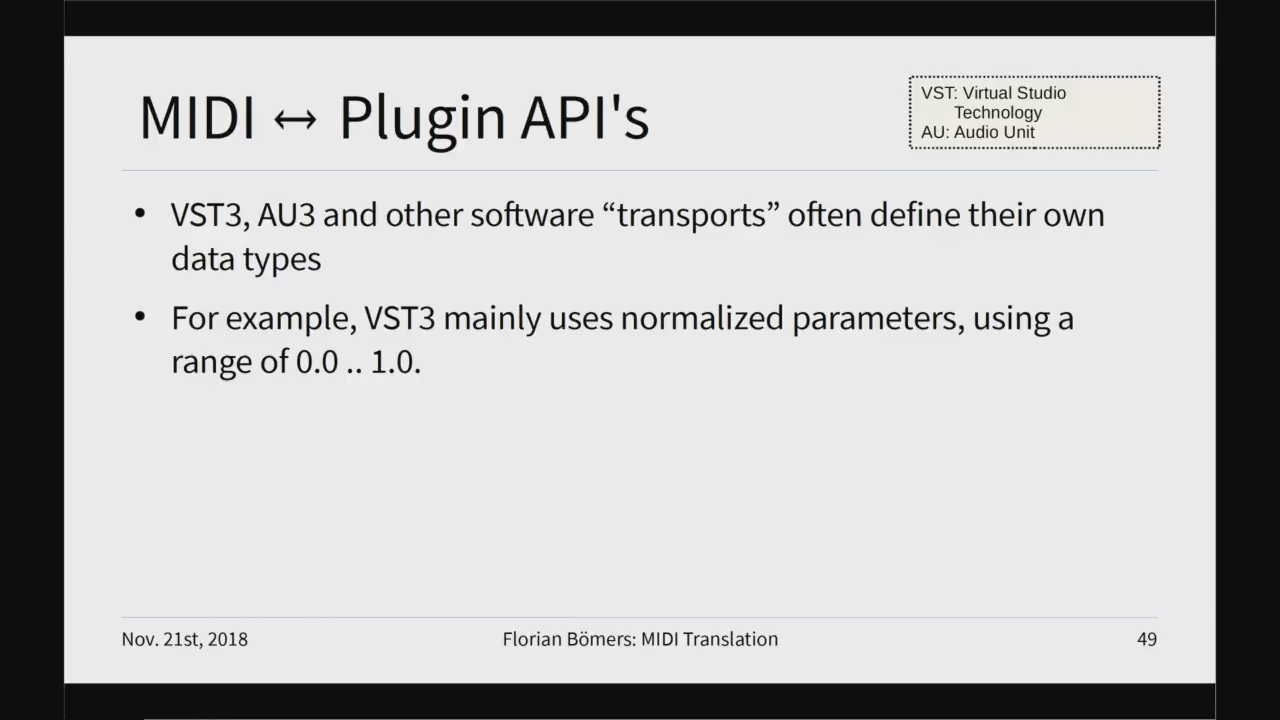 MIDI ↔ Plugin API's
VST: Virtual Studio
Technology
AU: Audio Unit
• VST3, AU3 and other software “transports” often define their own
data types
• For example, VST3 mainly uses normalized parameters, using a
range of 0.0 .. 1.0.
Nov. 21st, 2018
Florian Bömers: MIDI Translation
49